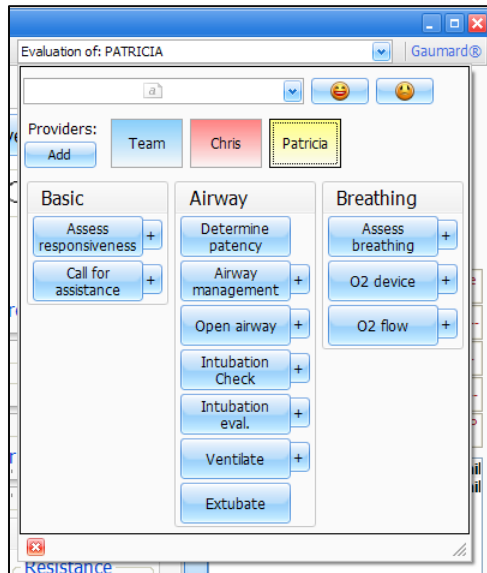 Evaluation of: PATRICIA
Gaumard®
a
Providers:
Add
Team
Chris
Patricia
Basic
Assess
responsiveness
+
Call for
assistance
+
Airway
Determine
patency
Airway
management
+
Open airway
+
Intubation
Check
+
Intubation
eval.
+
Ventilate
+
Extubate
Breathing
Assess
breathing
+
O2 device
+
O2 flow
+
Resistance